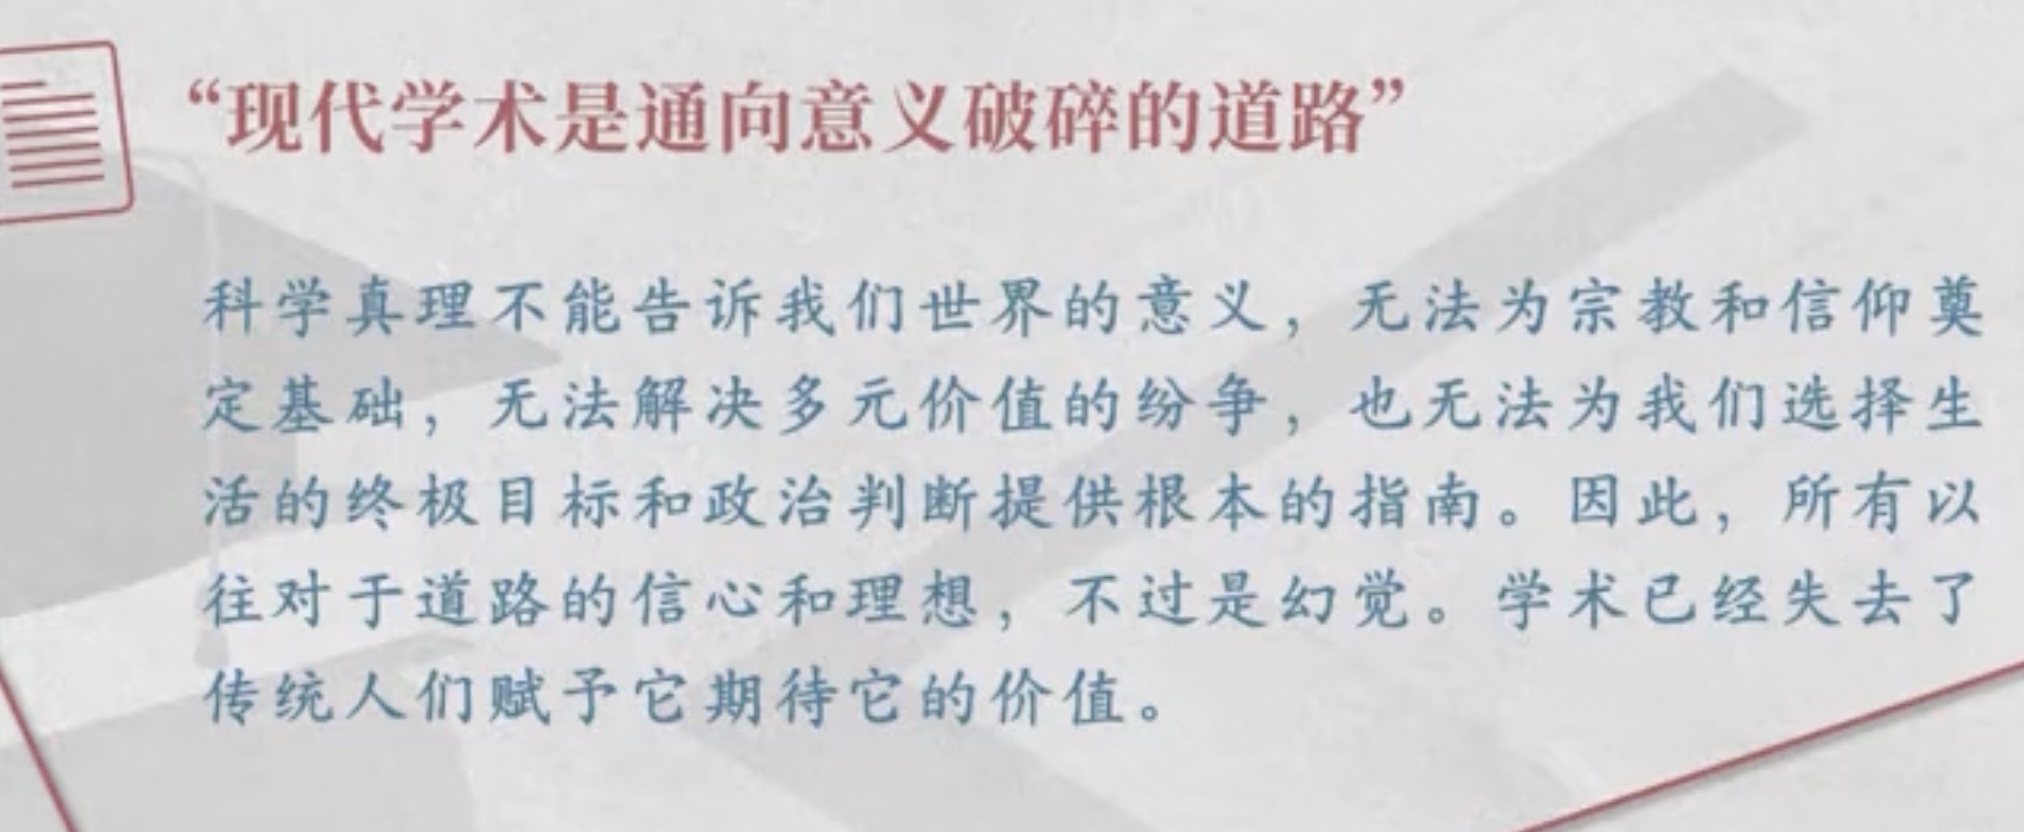 “现代学术是通向意义破碎的道路”
科学真理不能告诉我们世界的意义，无法为宗教和信仰奠
定基础，无法解决多元价值的纷争，也无法为我们选择生
活的终极目标和政治判断提供根本的指南。因此，所有以
往对于道路的信心和理想，不过是幻觉。学术已经失去了
传统人们赋予它期待它的价值。